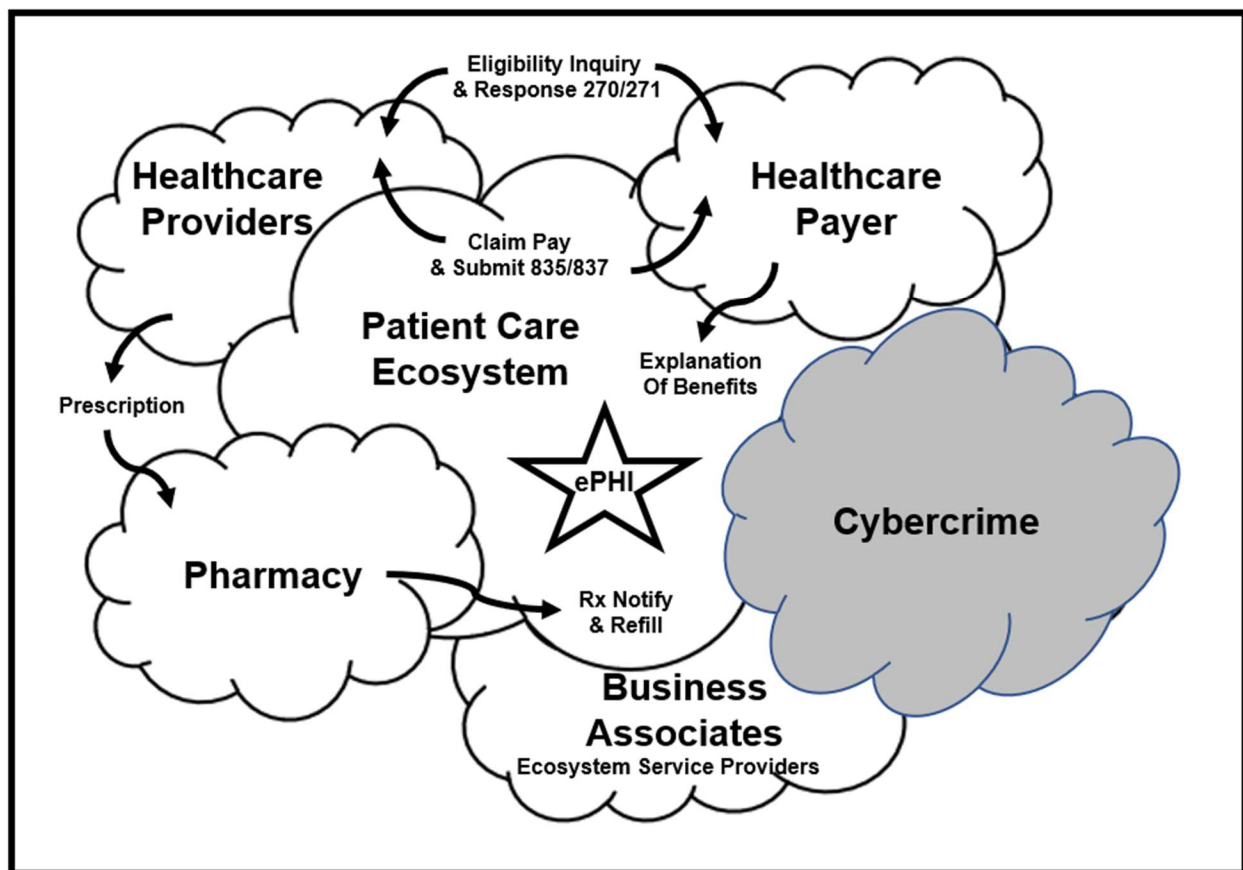 Eligibility Inquiry
& Response 270/271
Healthcare
Providers
Healthcare
Payer
Claim Pay
& Submit 835/837
Patient Care
Ecosystem
Explanation
Of Benefits
Prescription
ePHI
Cybercrime
Pharmacy
Rx Notify
& Refill
Business
Associates
Ecosystem Service Providers